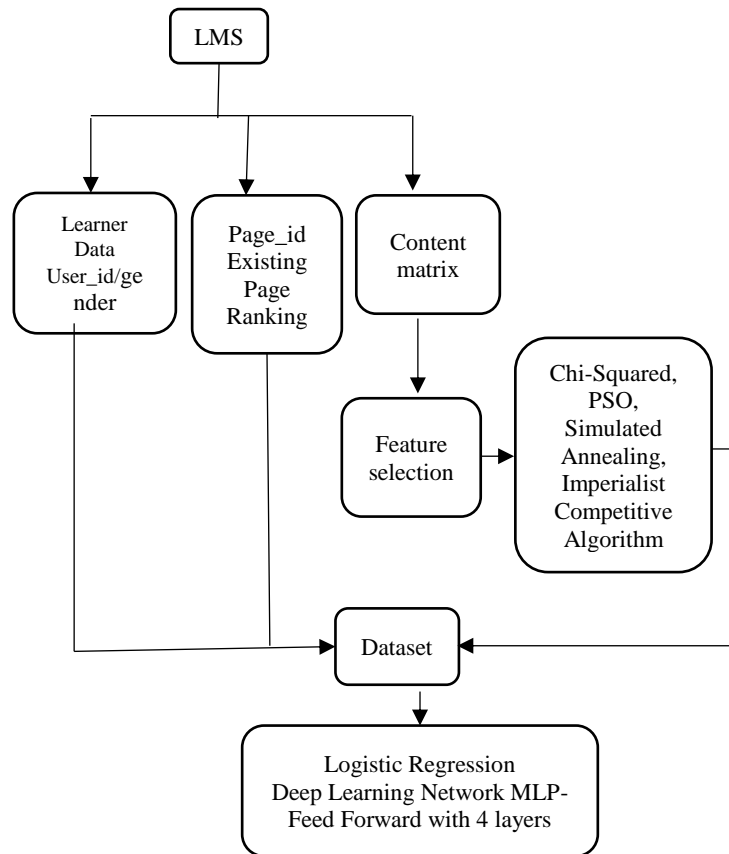 LMS
Learner
Data
User_id/ge
nder
Page_id
Existing
Page
Ranking
Content
matrix
Feature
selection
Chi-Squared,
PSO,
Simulated
Annealing,
Imperialist
Competitive
Algorithm
Dataset
Logistic Regression
Deep Learning Network MLP-
Feed Forward with 4 layers